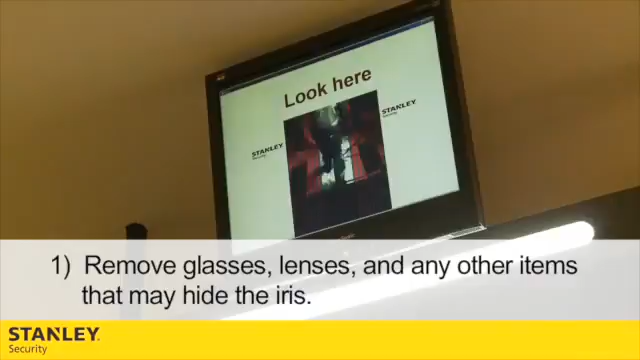 Look here
STANLEY
Security
STANLEY
Security
1) Remove glasses, lenses, and any other items
that may hide the iris.
STANLEY
Security